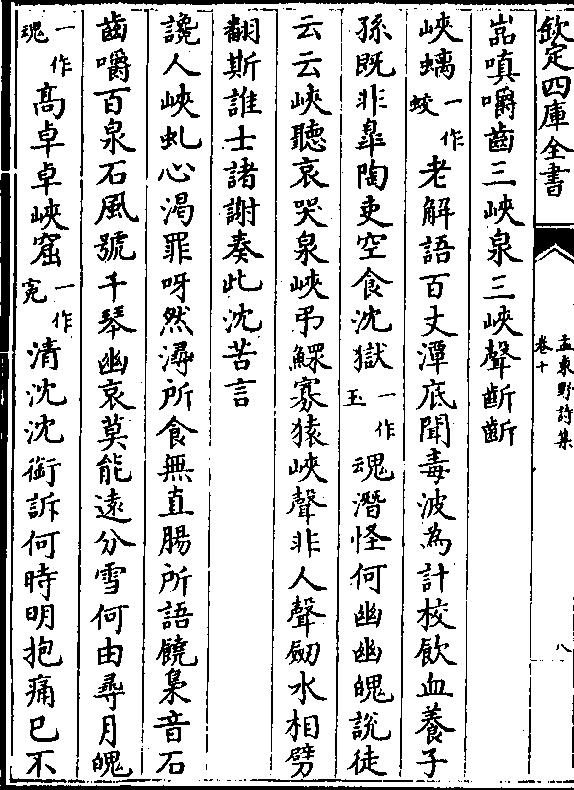 欽定四庫全書
孟東野詩集
卷十
八
嵓嗔嚼齒三峽泉三峽聲齗齗
峽螭一作蛟老解語百丈潭底聞毒波為計校飲血養子
孫既非臯陶吏空食沈獄一作玉魂潛怪何幽幽魄說徒
云云峽聽哀哭泉峽弔鰥寡猿峽聲非人聲劒水相劈
翻斯誰士諸謝奏此沈苦言
讒人峽虬心渴罪呀然潯所食無直腸所語饒梟音石
齒嚼百泉石風號千琴幽哀莫能遠分雪何由尋月魄
一作魂高卓卓峽窟一作寃清沈沈銜訴何時明抱痛已不